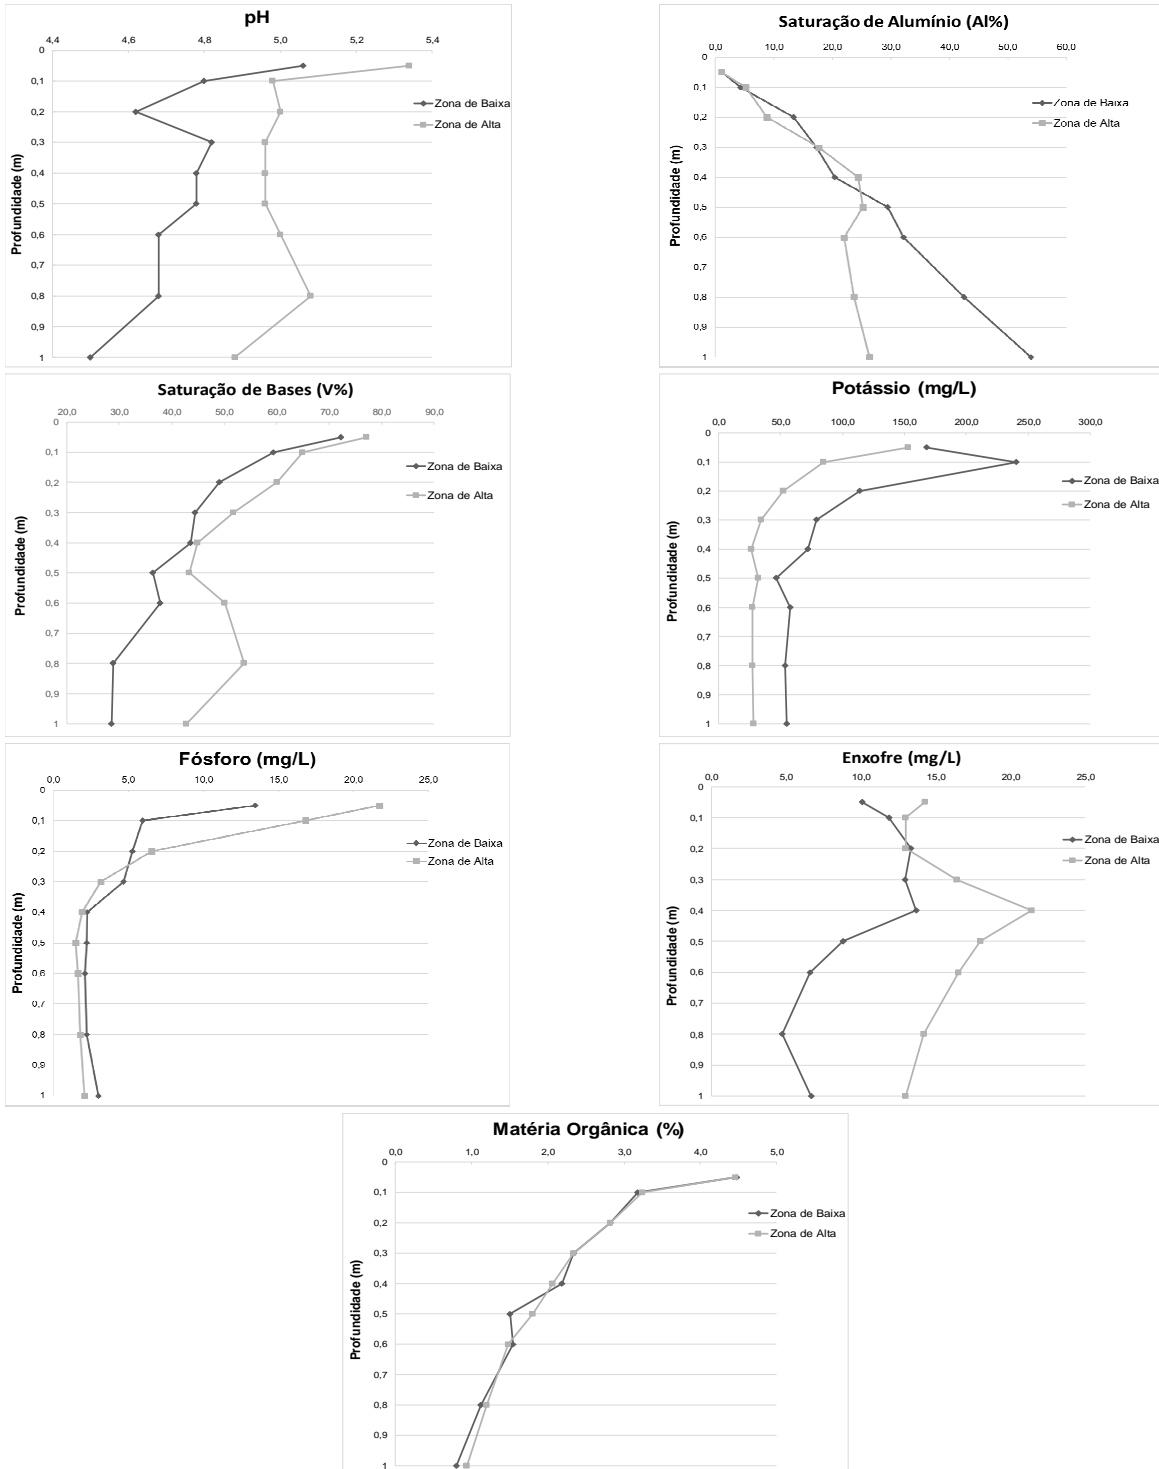 pH
4,4 4,6 4,8 5,0 5,2 5,4
0
0,1
0,2
0,3
0,4
0,5
0,6
0,7
0,8
0,9
1
Profundidade (m)
Zona de Baixa
Zona de Alta
Saturação de Alumínio (Al%)
0,0 10,0 20,0 30,0 40,0 50,0 60,0
0
0,1
0,2
0,3
0,4
0,5
0,6
0,7
0,8
0,9
1
Profundidade (m)
Zona de Baixa
Zona de Alta
Saturação de Bases (V%)
20,0 30,0 40,0 50,0 60,0 70,0 80,0 90,0
0
0,1
0,2
0,3
0,4
0,5
0,6
0,7
0,8
0,9
1
Profundidade (m)
Zona de Baixa
Zona de Alta
Potássio (mg/L)
0,0 50,0 100,0 150,0 200,0 250,0 300,0
0
0,1
0,2
0,3
0,4
0,5
0,6
0,7
0,8
0,9
1
Profundidade (m)
Zona de Baixa
Zona de Alta
Fósforo (mg/L)
0,0 5,0 10,0 15,0 20,0 25,0
0
0,1
0,2
0,3
0,4
0,5
0,6
0,7
0,8
0,9
1
Profundidade (m)
Zona de Baixa
Zona de Alta
Enxofre (mg/L)
0,0 5,0 10,0 15,0 20,0 25,0
0
0,1
0,2
0,3
0,4
0,5
0,6
0,7
0,8
0,9
1
Profundidade (m)
Zona de Baixa
Zona de Alta
Matéria Orgânica (%)
0,0 1,0 2,0 3,0 4,0 5,0
0
0,1
0,2
0,3
0,4
0,5
0,6
0,7
0,8
0,9
1
Profundidade (m)
Zona de Baixa
Zona de Alta